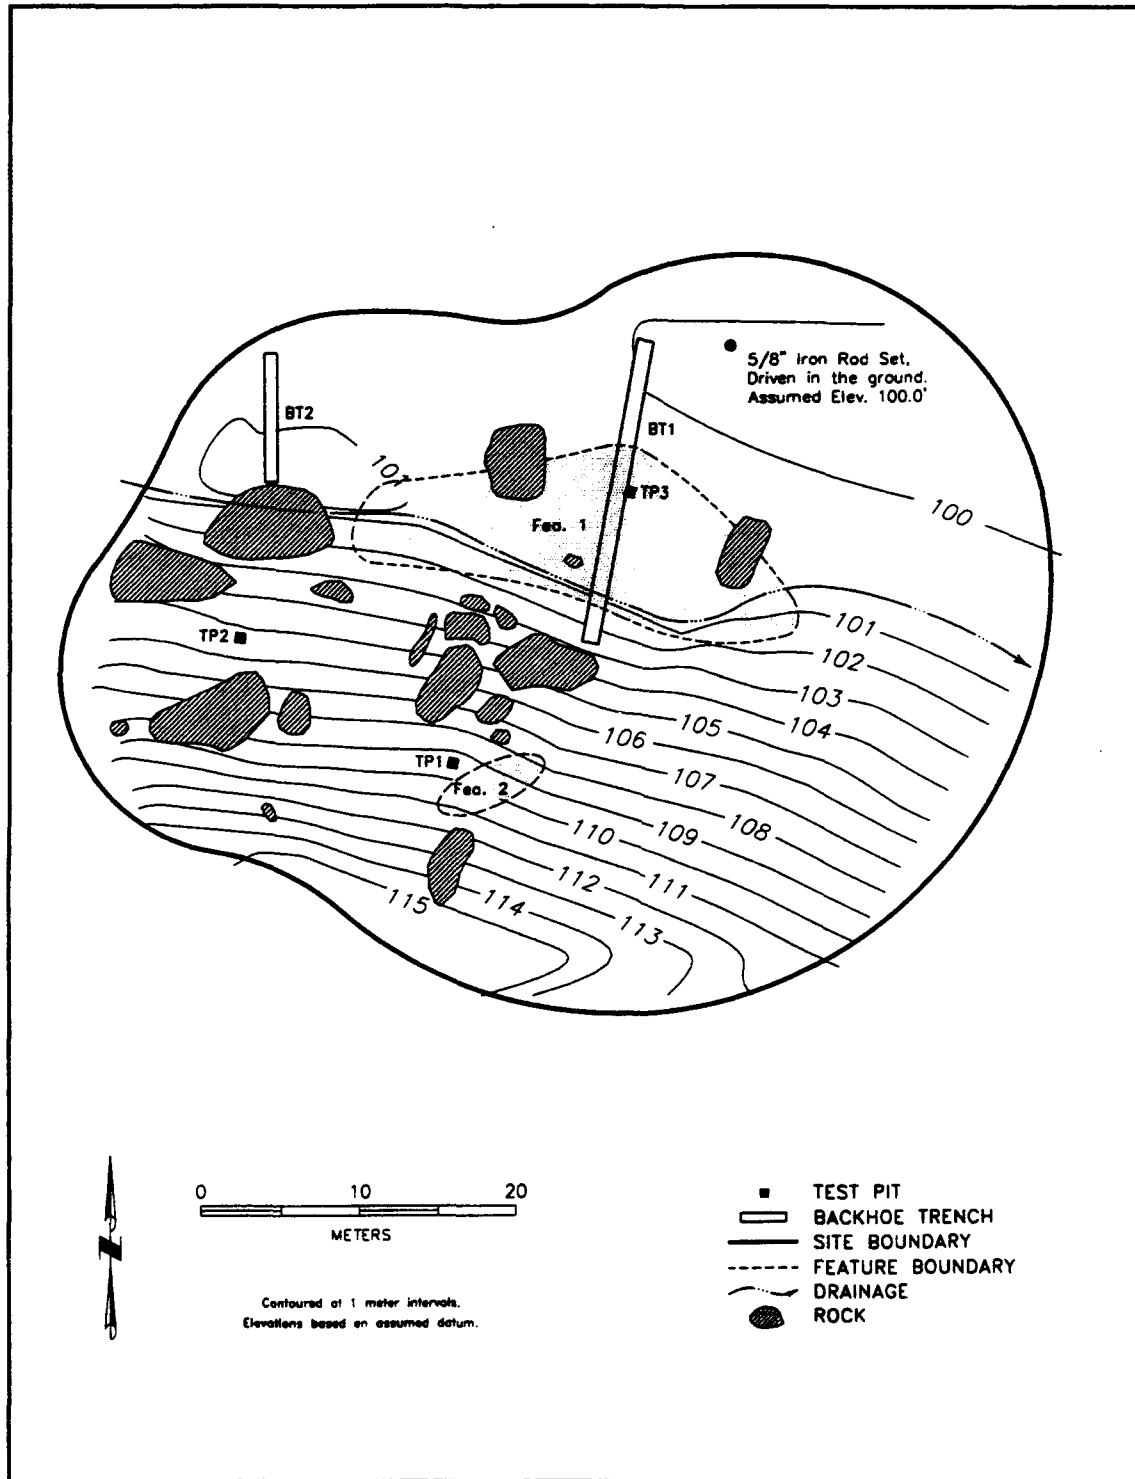 5/8" Iron Rod Set,
Driven in the ground.
Assumed Elev. 100.0'
BT2
BT1
TP3
Fea. 1
100
101
102
103
104
105
106
107
108
109
110
111
112
113
114
115
TP2
TP1
Fea. 2
0 10 20
METERS
Contoured at 1 meter intervals.
Elevations based on assumed datum.
N
TEST PIT
BACKHOE TRENCH
SITE BOUNDARY
FEATURE BOUNDARY
DRAINAGE
ROCK